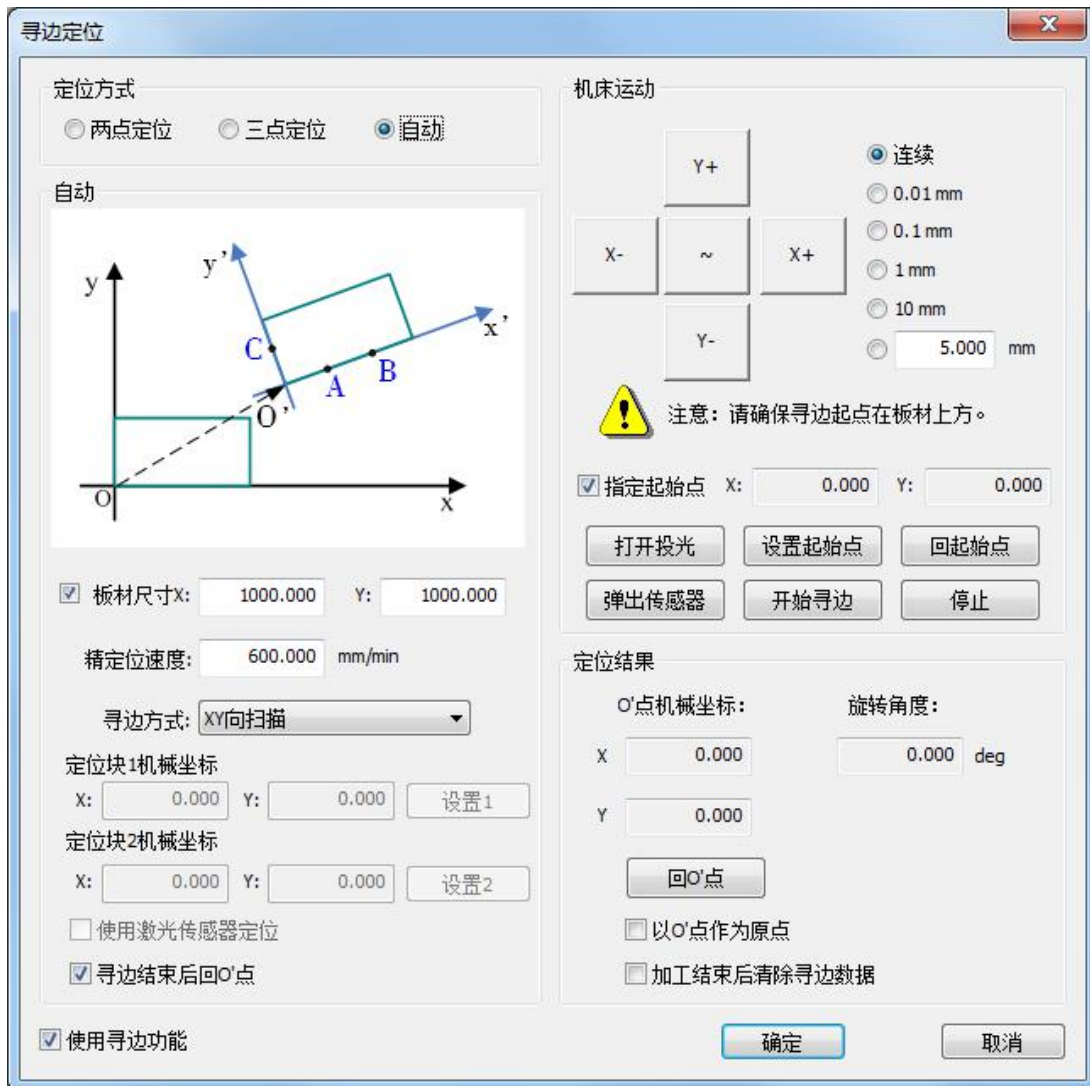 寻边定位
定位方式
两点定位 三点定位 自动
自动
y
y’
x’
C
A
B
O’
O
x
板材尺寸X: 1000.000 Y: 1000.000
精定位速度: 600.000 mm/min
寻边方式: XY向扫描
定位块1机械坐标
X: 0.000 Y: 0.000 设置1
定位块2机械坐标
X: 0.000 Y: 0.000 设置2
使用激光传感器定位
寻边结束后回O'点
机床运动
Y+
X- ~ X+
Y-
连续
0.01 mm
0.1 mm
1 mm
10 mm
5.000 mm
注意：请确保寻边起点在板材上方。
指定起始点 X: 0.000 Y: 0.000
打开投光 设置起始点 回起始点
弹出传感器 开始寻边 停止
定位结果
O'点机械坐标： 旋转角度：
X 0.000 0.000 deg
Y 0.000
回O'点
以O'点作为原点
加工结束后清除寻边数据
使用寻边功能
确定 取消